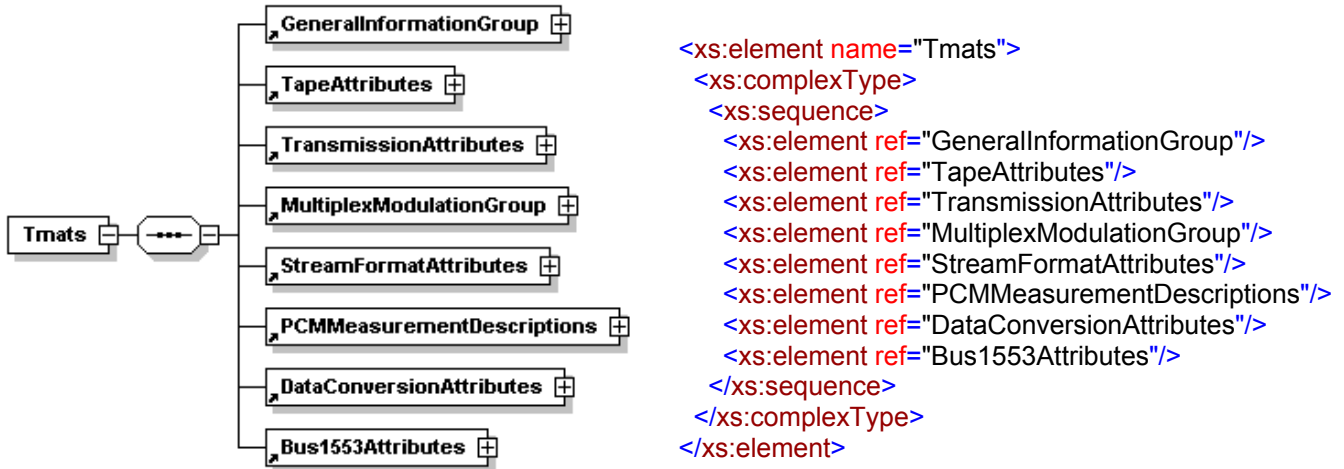 GeneralInformationGroup
TapeAttributes
TransmissionAttributes
MultiplexModulationGroup
Tmats
StreamFormatAttributes
PCMMeasurementDescriptions
DataConversionAttributes
Bus1553Attributes
<xs:element name="Tmats">
<xs:complexType>
<xs:sequence>
<xs:element ref="GeneralInformationGroup"/>
<xs:element ref="TapeAttributes"/>
<xs:element ref="TransmissionAttributes"/>
<xs:element ref="MultiplexModulationGroup"/>
<xs:element ref="StreamFormatAttributes"/>
<xs:element ref="PCMMeasurementDescriptions"/>
<xs:element ref="DataConversionAttributes"/>
<xs:element ref="Bus1553Attributes"/>
</xs:sequence>
</xs:complexType>
</xs:element>